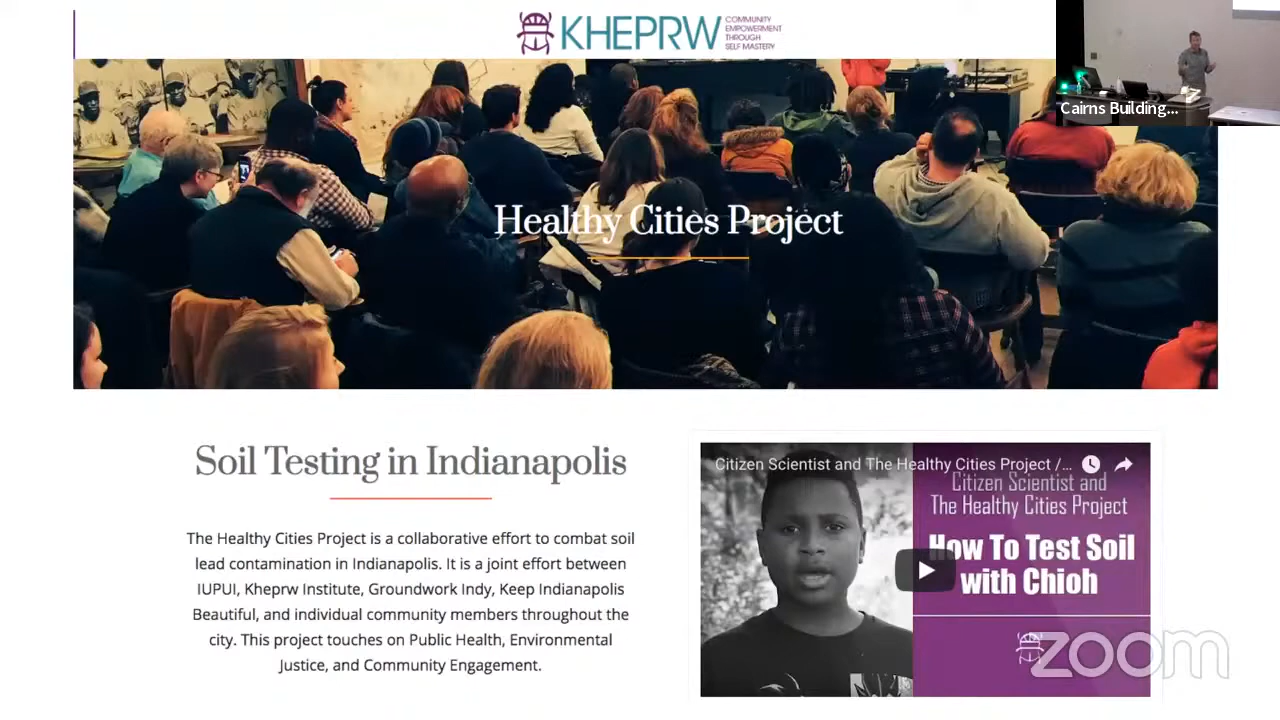 KHEPRW
COMMUNITY
EMPOWERMENT
THROUGH
SELF MASTERY
Cairns Building...
Healthy Cities Project
Soil Testing in Indianapolis
The Healthy Cities Project is a collaborative effort to combat soil
lead contamination in Indianapolis. It is a joint effort between
IUPUI, Kheprw Institute, Groundwork Indy, Keep Indianapolis
Beautiful, and individual community members throughout the
city. This project touches on Public Health, Environmental
Justice, and Community Engagement.
Citizen Scientist and The Healthy Cities Project /...
Citizen Scientist and
The Healthy Cities Project
How To Test Soil
with Chioh
zoom